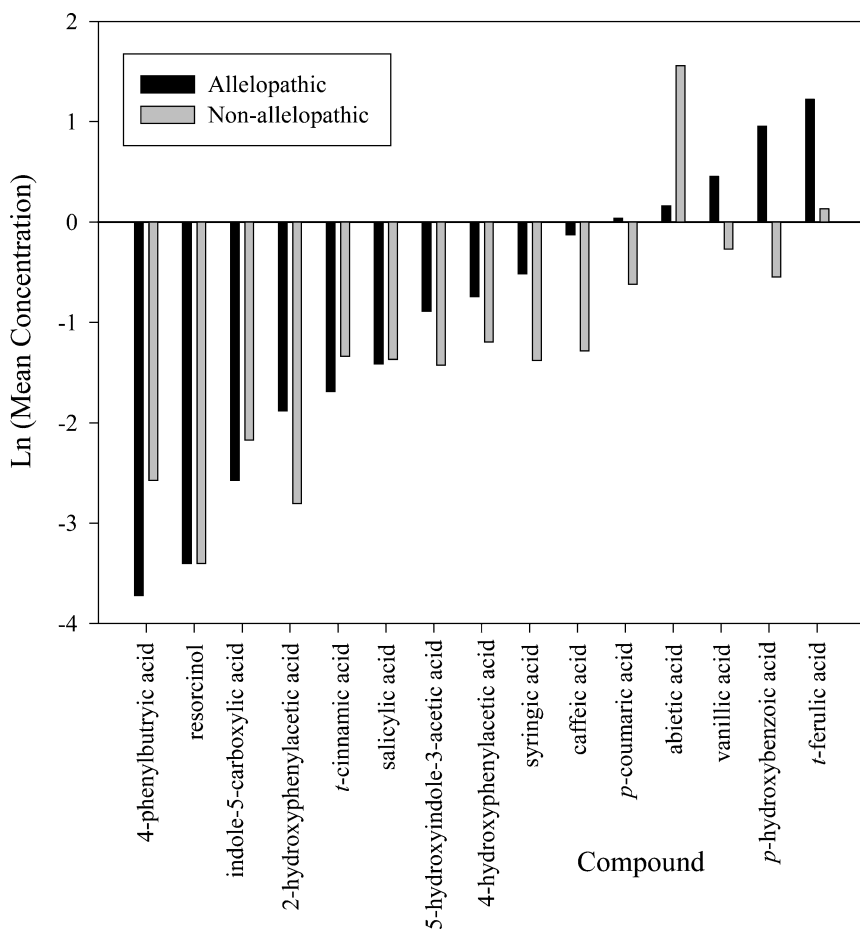 2
1
0
-1
-2
-3
-4
Ln (Mean Concentration)
Allelopathic
Non-allelopathic
4-phenylbutryic acid
resorcinol
indole-5-carboxylic acid
2-hydroxyphenylacetic acid
t-cinnamic acid
salicylic acid
5-hydroxyindole-3-acetic acid
4-hydroxyphenylacetic acid
syringic acid
caffeic acid
p-coumaric acid
abietic acid
vanillic acid
p-hydroxybenzoic acid
t-ferulic acid
Compound